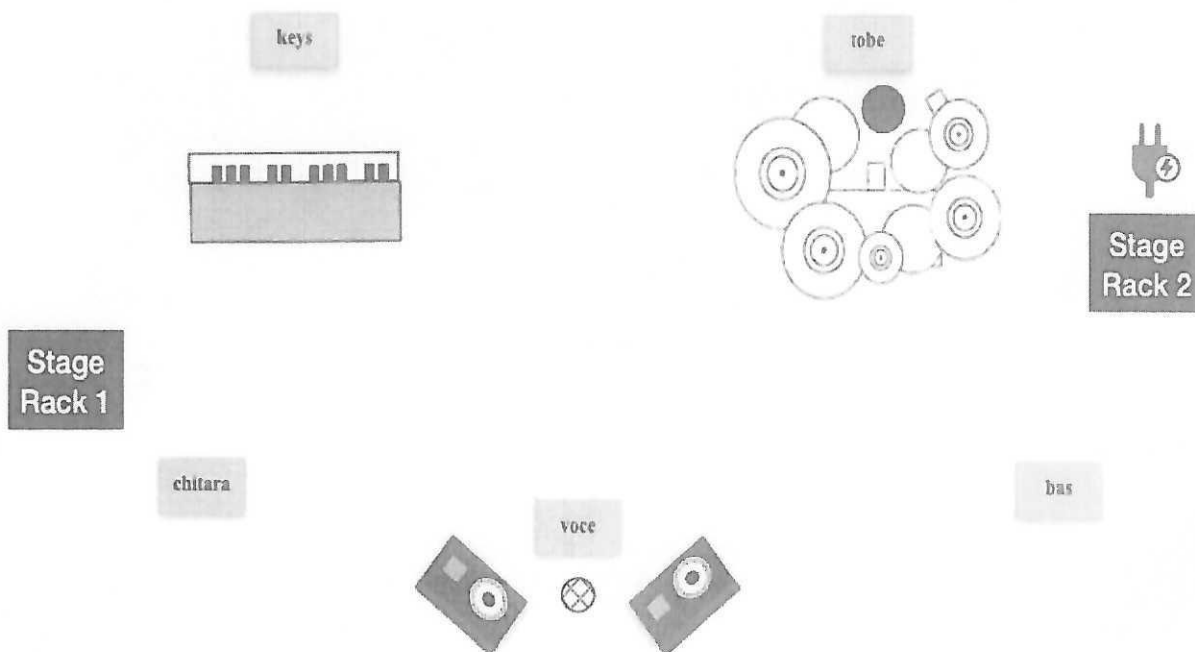 keys
tobe
Stage
Rack 2
Stage
Rack 1
chitara
bas
voce